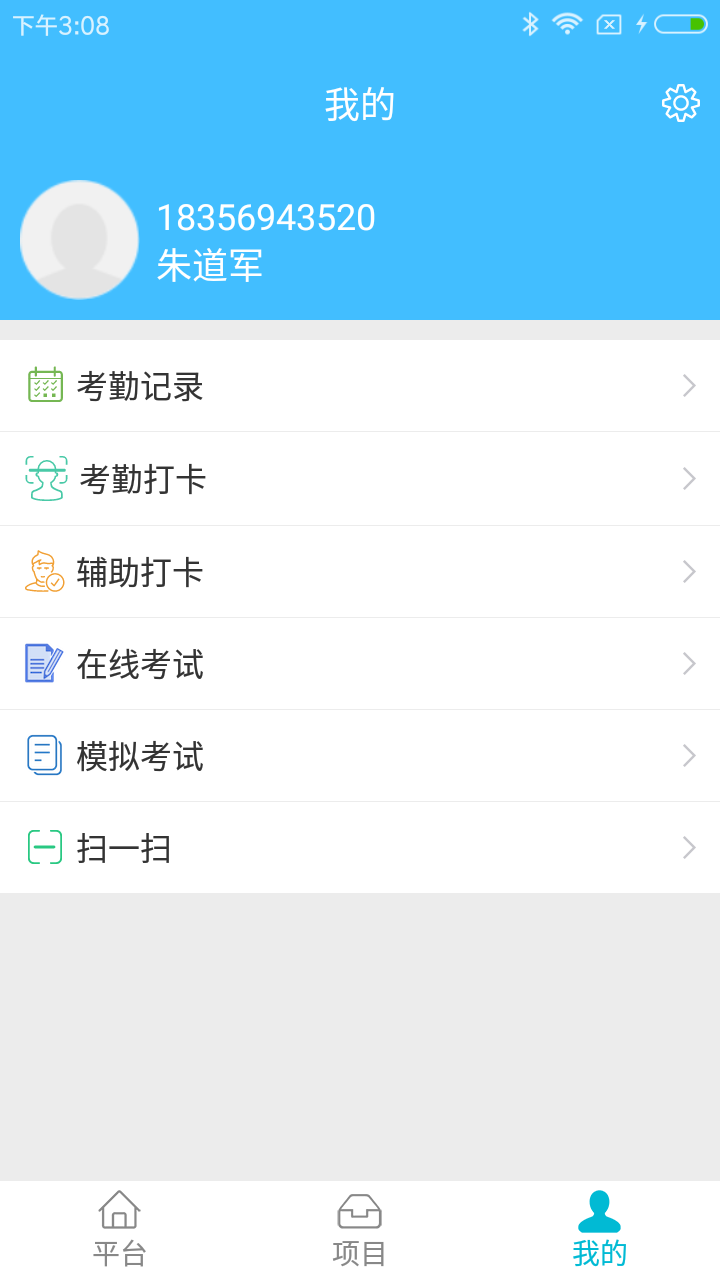 下午3:08
我的
18356943520
朱道军
考勤记录
考勤打卡
辅助打卡
在线考试
模拟考试
扫一扫
平台
项目
我的